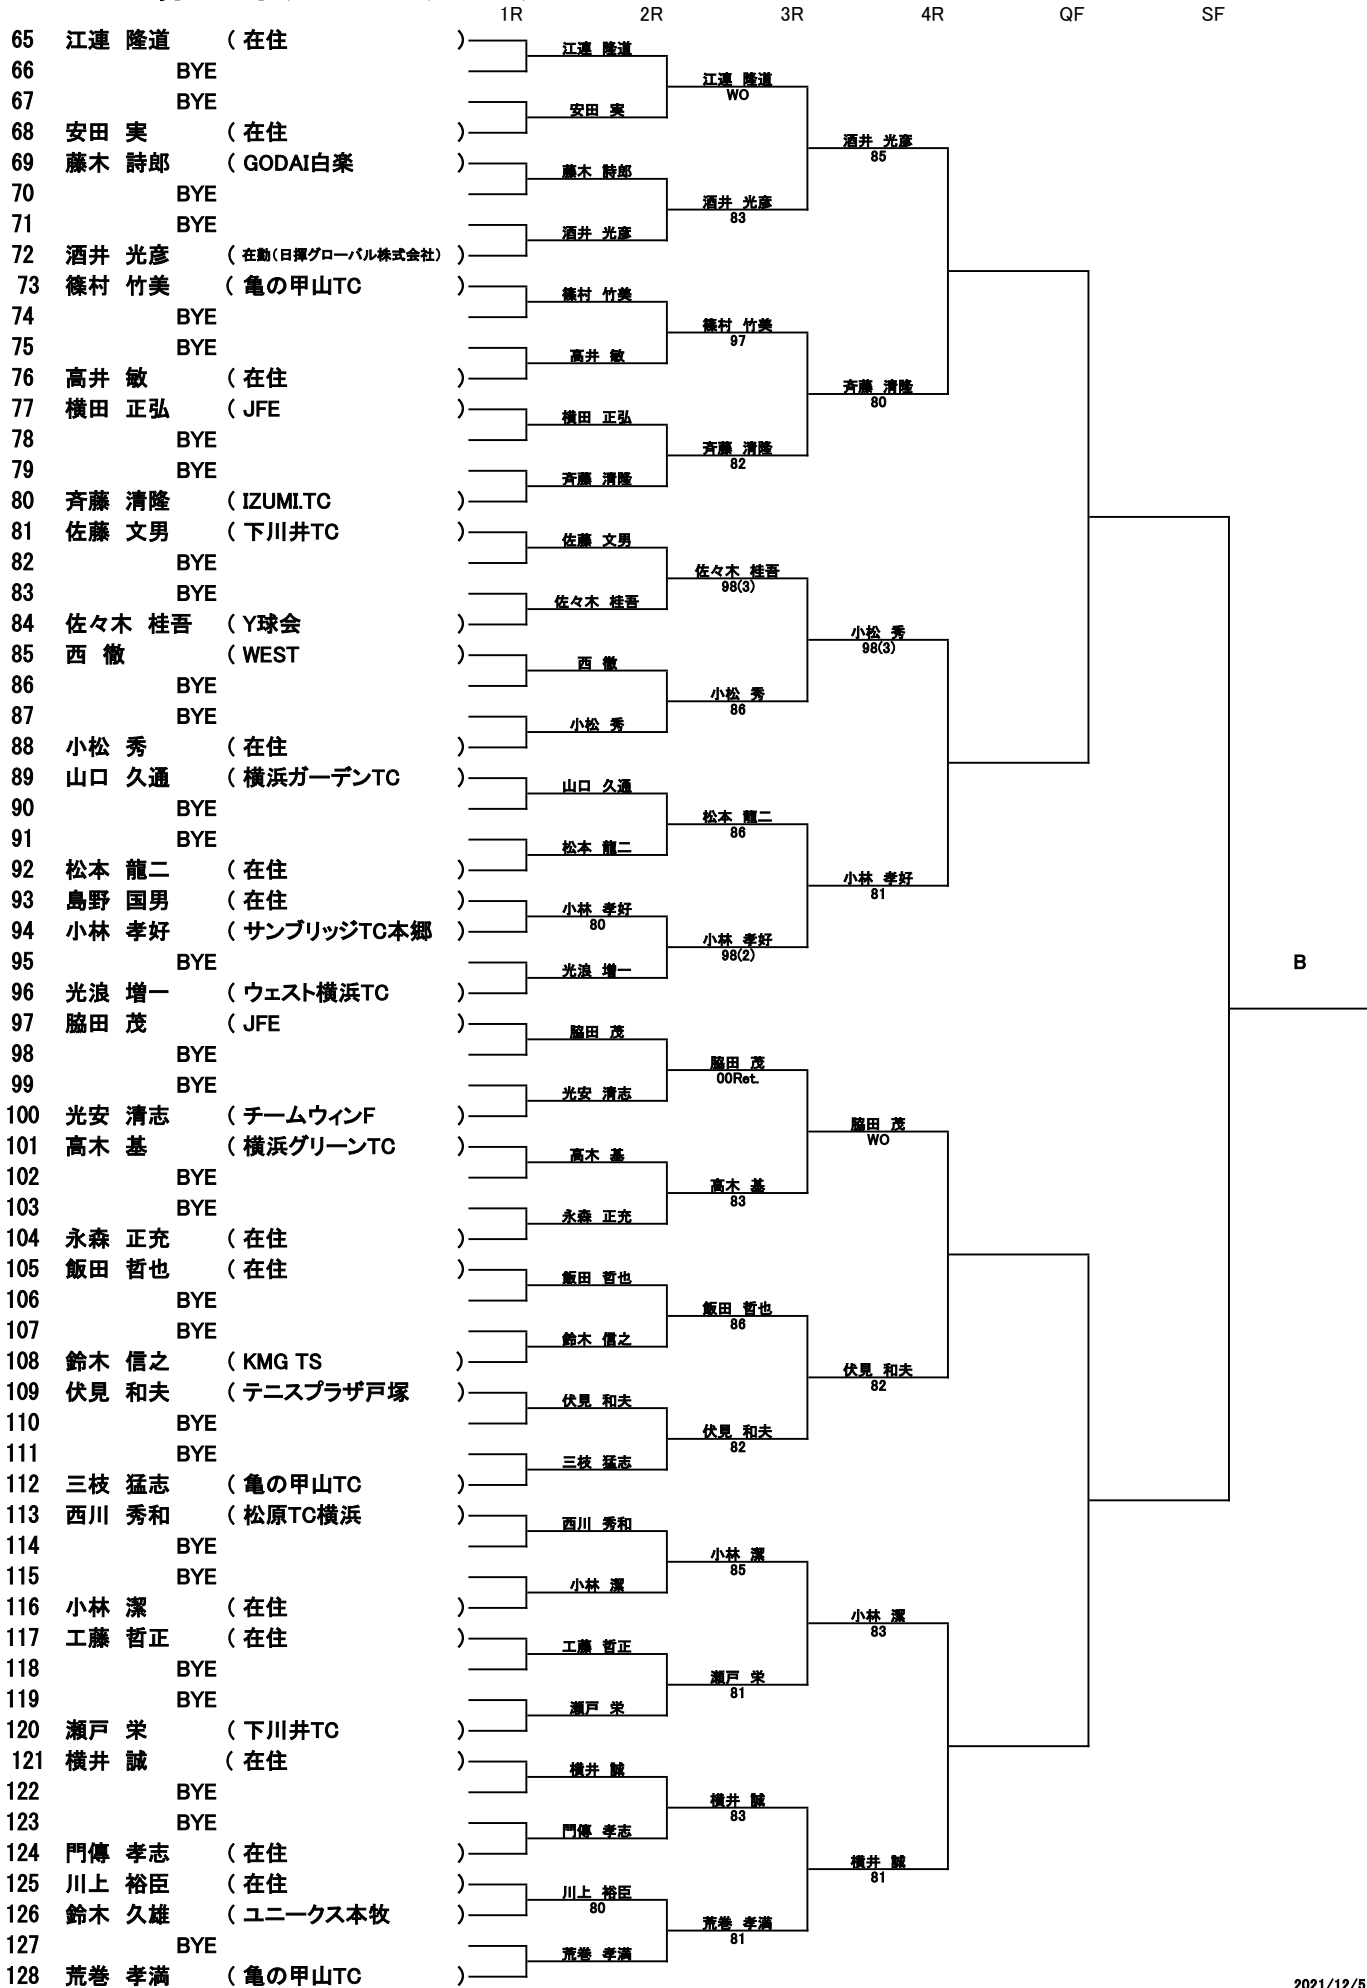 1R 2R 3R 4R QF SF
65 江連 隆道 ( 在住 )
江連 隆道
66 BYE
江連 隆道
WO
67 BYE
安田 実
68 安田 実 ( 在住 )
酒井 光彦
85
69 藤木 詩郎 ( GODAI白楽 )
藤木 詩郎
70 BYE
酒井 光彦
83
71 BYE
酒井 光彦
72 酒井 光彦 ( 在勤(日揮グローバル株式会社) )
73 篠村 竹美 ( 亀の甲山TC )
篠村 竹美
74 BYE
篠村 竹美
97
75 BYE
高井 敏
76 高井 敏 ( 在住 )
斉藤 清隆
80
77 横田 正弘 ( JFE )
横田 正弘
78 BYE
斉藤 清隆
82
79 BYE
斉藤 清隆
80 斉藤 清隆 ( IZUMI.TC )
81 佐藤 文男 ( 下川井TC )
佐藤 文男
82 BYE
佐々木 桂吾
98(3)
83 BYE
佐々木 桂吾
84 佐々木 桂吾 ( Y球会 )
小松 秀
98(3)
85 西 徹 ( WEST )
西 徹
86 BYE
小松 秀
86
87 BYE
小松 秀
88 小松 秀 ( 在住 )
89 山口 久通 ( 横浜ガーデンTC )
山口 久通
90 BYE
松本 龍二
86
91 BYE
松本 龍二
92 松本 龍二 ( 在住 )
小林 孝好
81
93 島野 国男 ( 在住 )
小林 孝好
80
94 小林 孝好 ( サンブリッジTC本郷 )
小林 孝好
98(2)
95 BYE
光浪 増一
B
96 光浪 増一 ( ウェスト横浜TC )
97 脇田 茂 ( JFE )
脇田 茂
98 BYE
脇田 茂
00Ret.
99 BYE
光安 清志
100 光安 清志 ( チームウィンF )
脇田 茂
WO
101 高木 基 ( 横浜グリーンTC )
高木 基
102 BYE
高木 基
83
103 BYE
永森 正充
104 永森 正充 ( 在住 )
105 飯田 哲也 ( 在住 )
飯田 哲也
106 BYE
飯田 哲也
86
107 BYE
鈴木 信之
108 鈴木 信之 ( KMG TS )
伏見 和夫
82
109 伏見 和夫 ( テニスプラザ戸塚 )
伏見 和夫
110 BYE
伏見 和夫
82
111 BYE
三枝 猛志
112 三枝 猛志 ( 亀の甲山TC )
113 西川 秀和 ( 松原TC横浜 )
西川 秀和
114 BYE
小林 潔
85
115 BYE
小林 潔
116 小林 潔 ( 在住 )
小林 潔
83
117 工藤 哲正 ( 在住 )
工藤 哲正
118 BYE
瀬戸 栄
81
119 BYE
瀬戸 栄
120 瀬戸 栄 ( 下川井TC )
121 横井 誠 ( 在住 )
横井 誠
122 BYE
横井 誠
83
123 BYE
門傳 孝志
124 門傳 孝志 ( 在住 )
横井 誠
81
125 川上 裕臣 ( 在住 )
川上 裕臣
80
126 鈴木 久雄 ( ユニークス本牧 )
荒巻 孝満
81
127 BYE
荒巻 孝満
128 荒巻 孝満 ( 亀の甲山TC )
2021/12/5